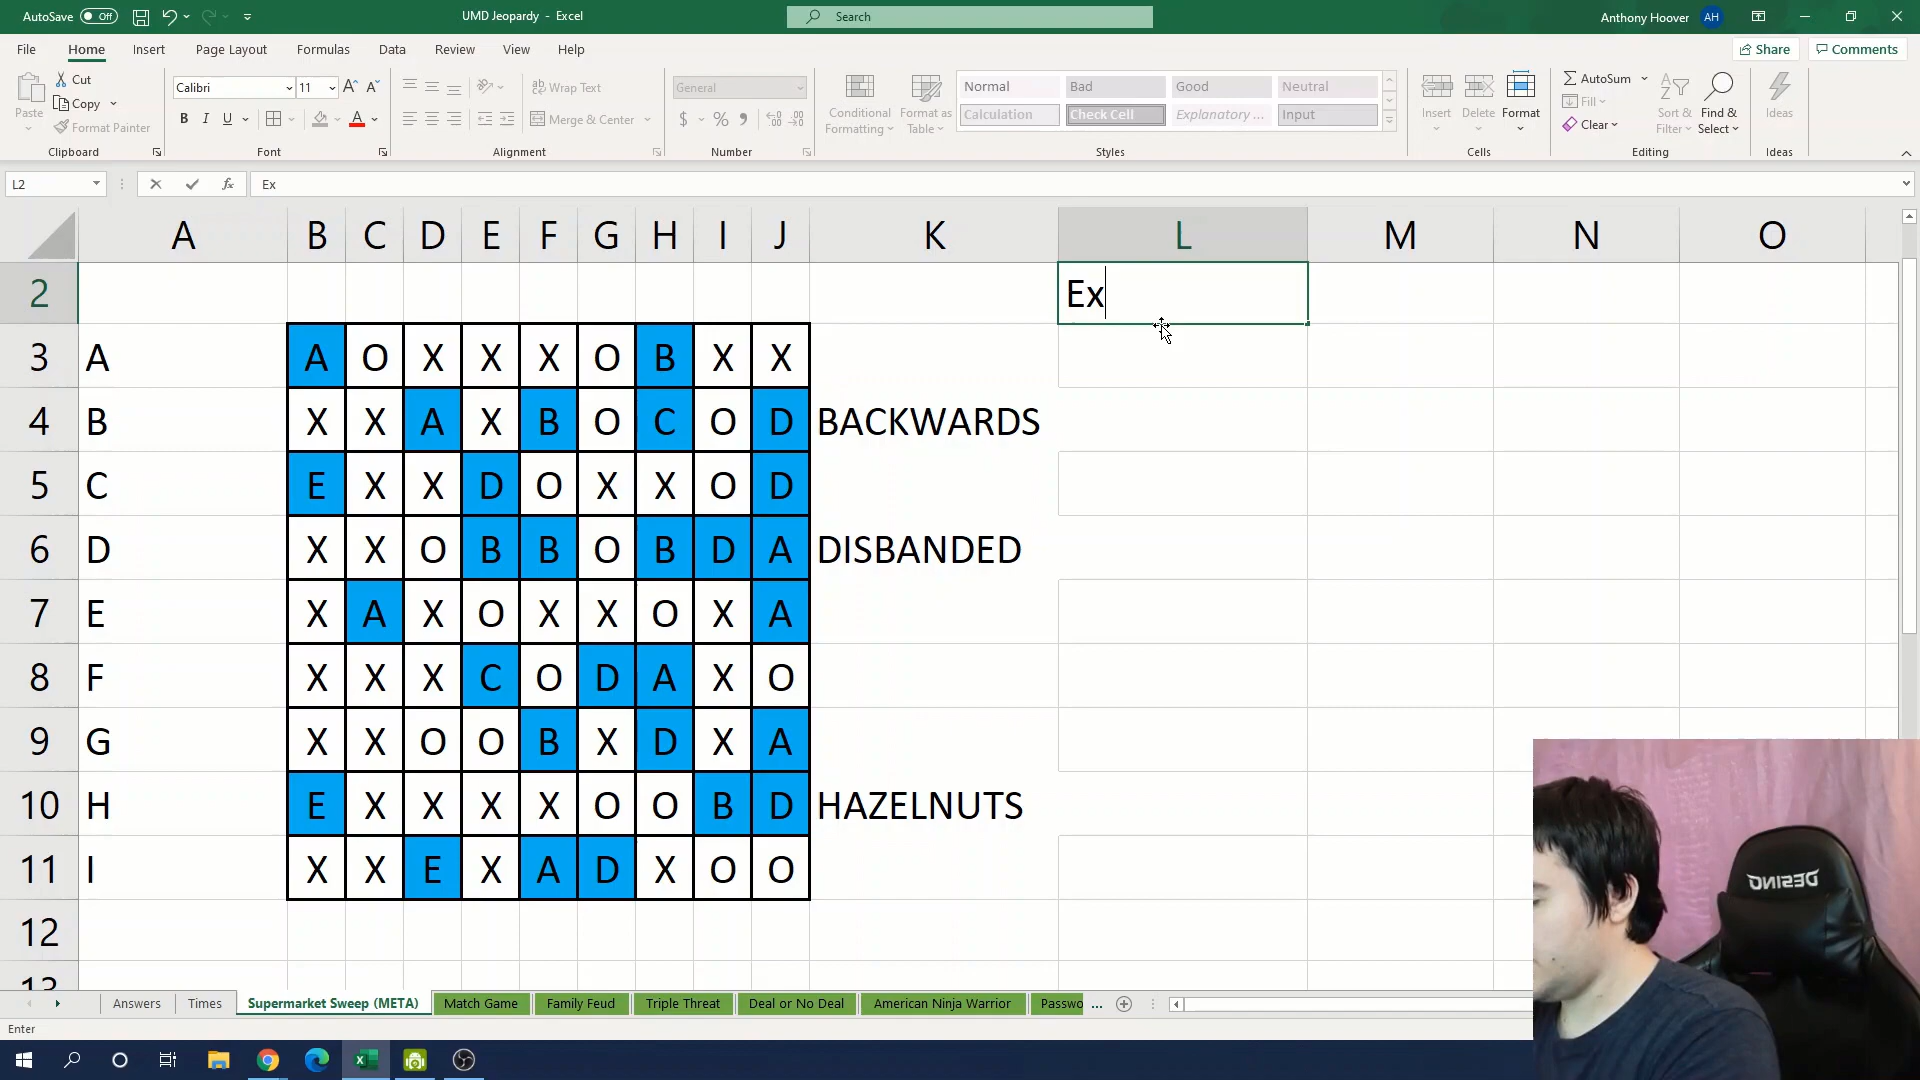 AutoSave Off
UMD Jeopardy - Excel
Search
Anthony Hoover AH
File Home Insert Page Layout Formulas Data Review View Help
Share Comments
Paste
Cut
Copy
Format Painter
Clipboard
Calibri 11
B I U
Font
Wrap Text
Merge & Center
Alignment
General
$ % 9
Number
Conditional Formatting
Format as Table
Normal Bad Good Neutral
Calculation Check Cell Explanatory ... Input
Styles
Insert Delete Format
Cells
AutoSum
Fill
Clear
Sort & Filter
Find & Select
Editing
Ideas
Ideas
L2 fx Ex
A B C D E F G H I J K L M N O
2 Ex
3 A A O X X X O B X X
4 B X X A X B O C O D BACKWARDS
5 C E X X D O X X O D
6 D X X O B B O B D A DISBANDED
7 E X A X O X X O X A
8 F X X X C O D A X O
9 G X X O O B X D X A
10 H E X X X X O O B D HAZELNUTS
11 I X X E X A D X O O
12
13
DESINO
Answers Times Supermarket Sweep (META) Match Game Family Feud Triple Threat Deal or No Deal American Ninja Warrior Passwo ...
Enter